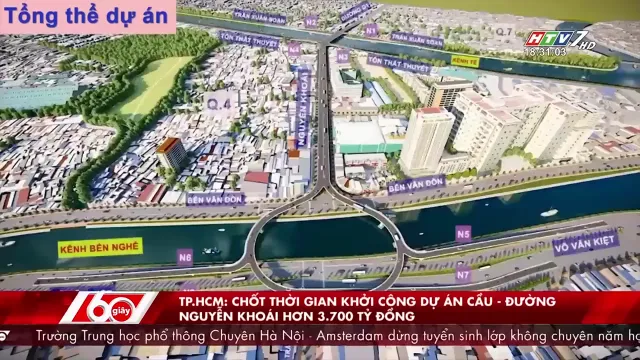 Tổng thể dự án
HTV7 HD
18:31:03
TRẦN XUÂN SOẠN
N2
N1
TRẦN XUÂN SOẠN
Q.7
TÔN THẤT THUYẾT
N4
N3
TÔN THẤT THUYẾT
KÊNH TẺ
NGUYỄN KHOÁI
Q.4
BẾN VÂN ĐỒN
BẾN VÂN ĐỒN
KÊNH BẾN NGHÉ
N6
N5
VÕ VĂN KIỆT
N7
60 giây
TP.HCM: CHỐT THỜI GIAN KHỞI CÔNG DỰ ÁN CẦU - ĐƯỜNG
NGUYỄN KHOÁI HƠN 3.700 TỶ ĐỒNG
Trường Trung học phổ thông Chuyên Hà Nội - Amsterdam dừng tuyển sinh lớp không chuyên năm